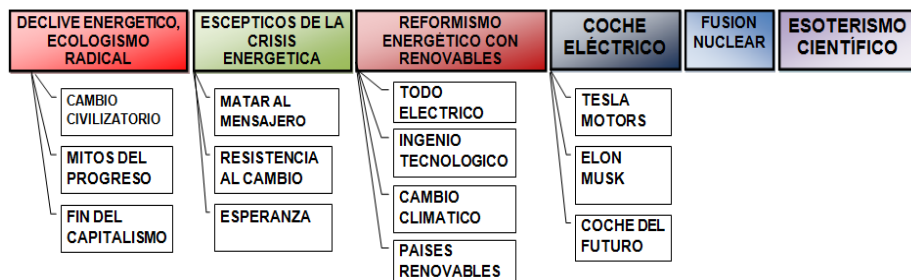 DECLIVE ENERGETICO,
ECOLOGISMO
RADICAL
CAMBIO
CIVILIZATORIO
MITOS DEL
PROGRESO
FIN DEL
CAPITALISMO
ESCEPTICOS DE LA
CRISIS
ENERGETICA
MATAR AL
MENSAJERO
RESISTENCIA
AL CAMBIO
ESPERANZA
REFORMISMO
ENERGÉTICO CON
RENOVABLES
TODO
ELECTRICO
INGENIO
TECNOLOGICO
CAMBIO
CLIMATICO
PAISES
RENOVABLES
COCHE
ELÉCTRICO
TESLA
MOTORS
ELON
MUSK
COCHE DEL
FUTURO
FUSION
NUCLEAR
ESOTERISMO
CIENTÍFICO